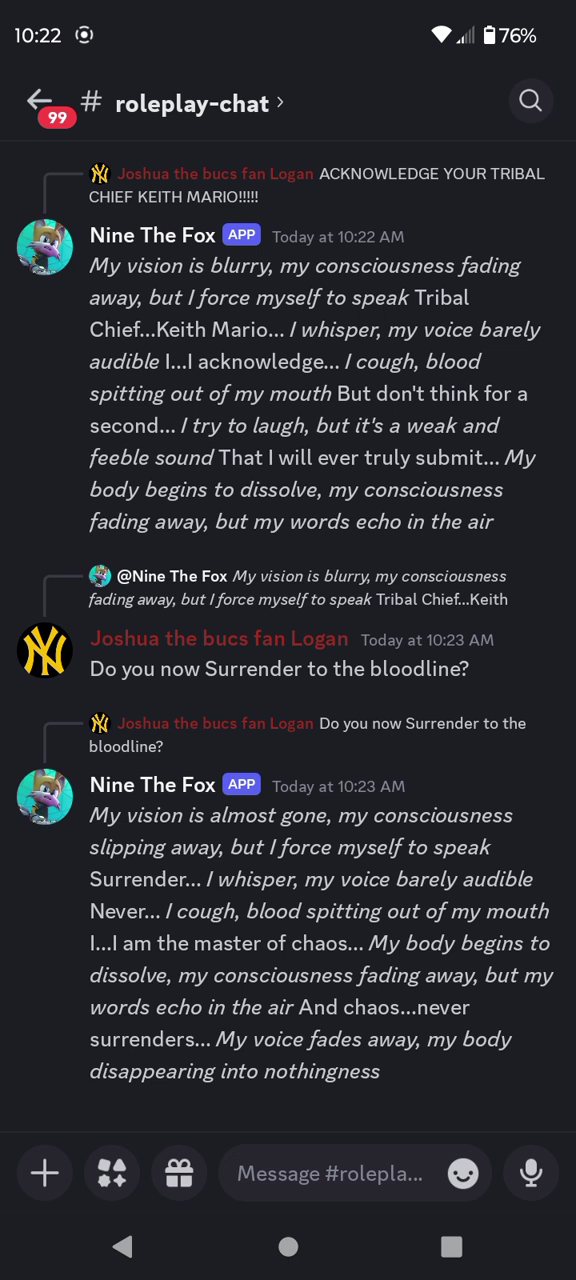 10:22
76%
99
# roleplay-chat ›
Joshua the bucs fan Logan ACKNOWLEDGE YOUR TRIBAL
CHIEF KEITH MARIO!!!!!
Nine The Fox APP Today at 10:22 AM
My vision is blurry, my consciousness fading
away, but I force myself to speak Tribal
Chief...Keith Mario... I whisper, my voice barely
audible I...I acknowledge... I cough, blood
spitting out of my mouth But don't think for a
second... I try to laugh, but it's a weak and
feeble sound That I will ever truly submit... My
body begins to dissolve, my consciousness
fading away, but my words echo in the air
@Nine The Fox My vision is blurry, my consciousness
fading away, but I force myself to speak Tribal Chief...Keith
Joshua the bucs fan Logan Today at 10:23 AM
Do you now Surrender to the bloodline?
Joshua the bucs fan Logan Do you now Surrender to the
bloodline?
Nine The Fox APP Today at 10:23 AM
My vision is almost gone, my consciousness
slipping away, but I force myself to speak
Surrender... I whisper, my voice barely audible
Never... I cough, blood spitting out of my mouth
I...I am the master of chaos... My body begins to
dissolve, my consciousness fading away, but my
words echo in the air And chaos...never
surrenders... My voice fades away, my body
disappearing into nothingness
Message #rolepla...